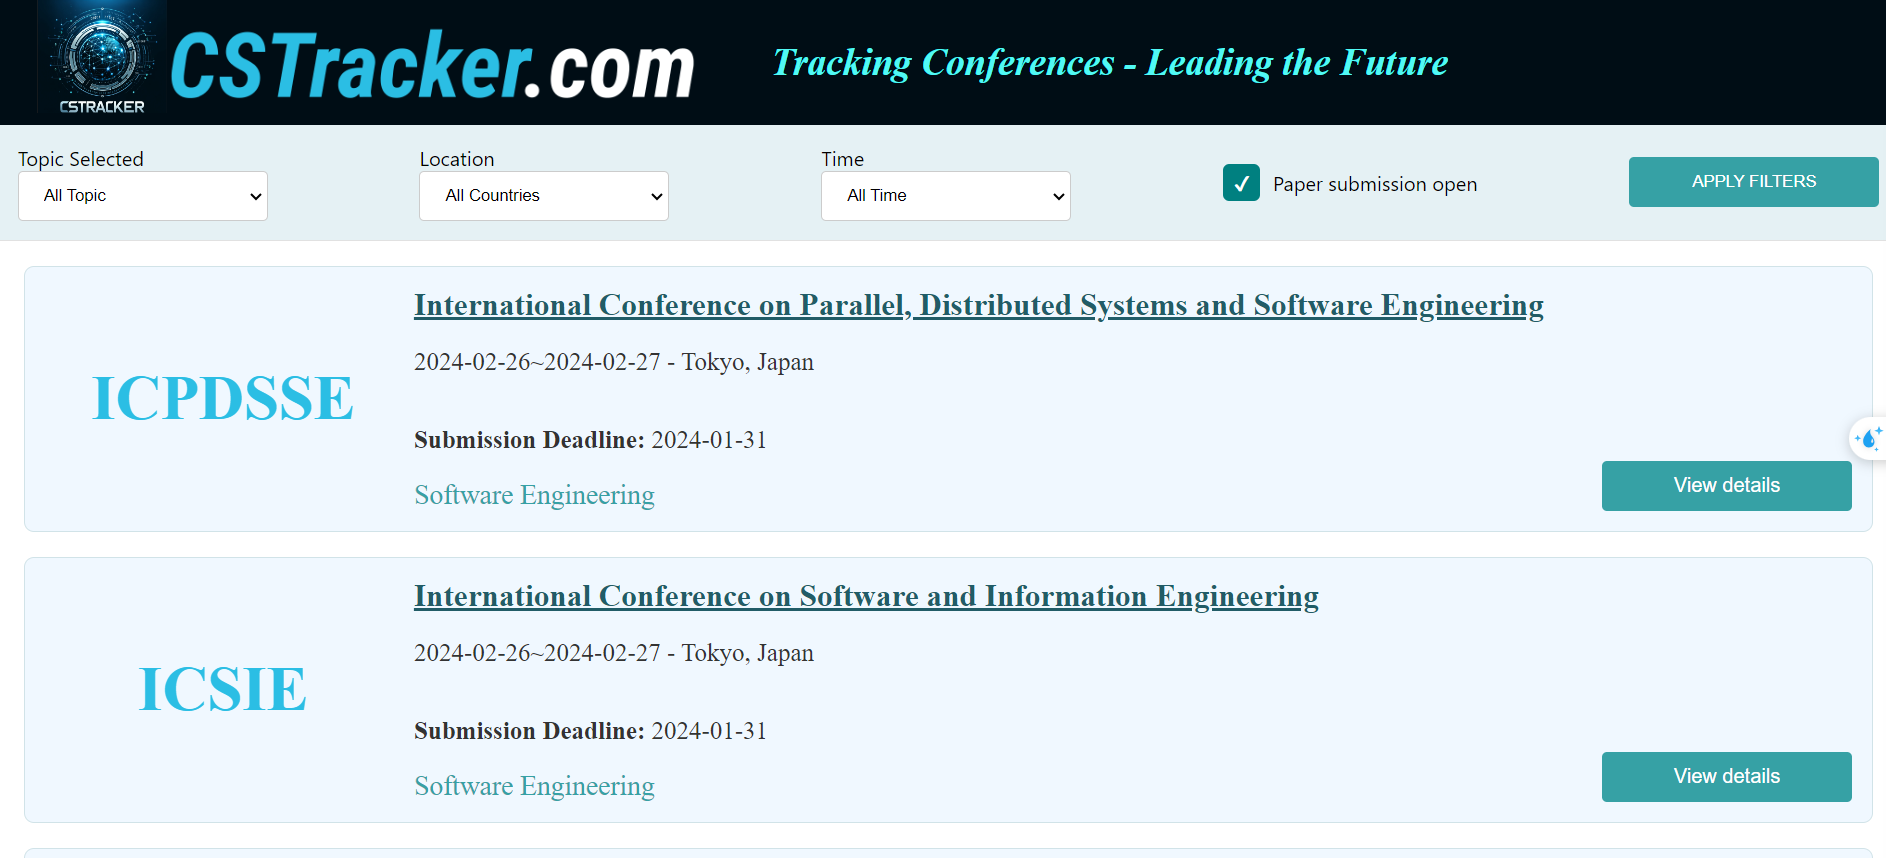 CSTRACKER
CSTracker.com
Tracking Conferences - Leading the Future
Topic Selected
All Topic
Location
All Countries
Time
All Time
Paper submission open
APPLY FILTERS
ICPDSSE
International Conference on Parallel, Distributed Systems and Software Engineering
2024-02-26~2024-02-27 - Tokyo, Japan
Submission Deadline: 2024-01-31
Software Engineering
View details
ICSIE
International Conference on Software and Information Engineering
2024-02-26~2024-02-27 - Tokyo, Japan
Submission Deadline: 2024-01-31
Software Engineering
View details